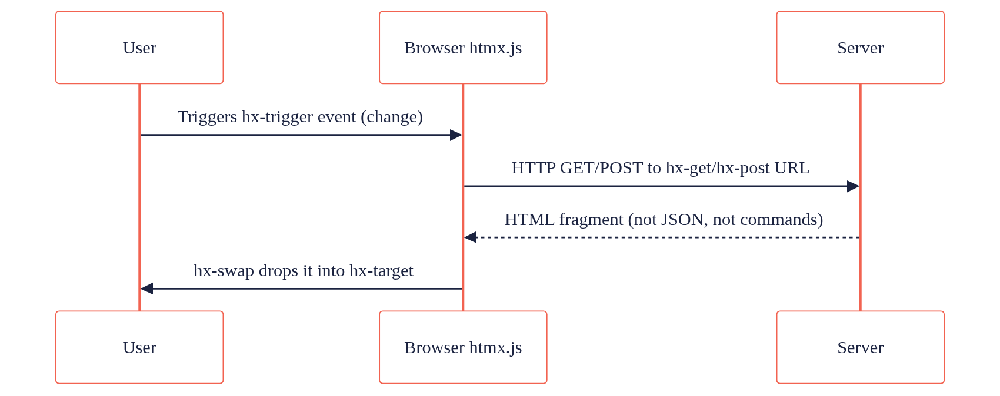 User
Browser htmx.js
Server
Triggers hx-trigger event (change)
HTTP GET/POST to hx-get/hx-post URL
HTML fragment (not JSON, not commands)
hx-swap drops it into hx-target
User
Browser htmx.js
Server